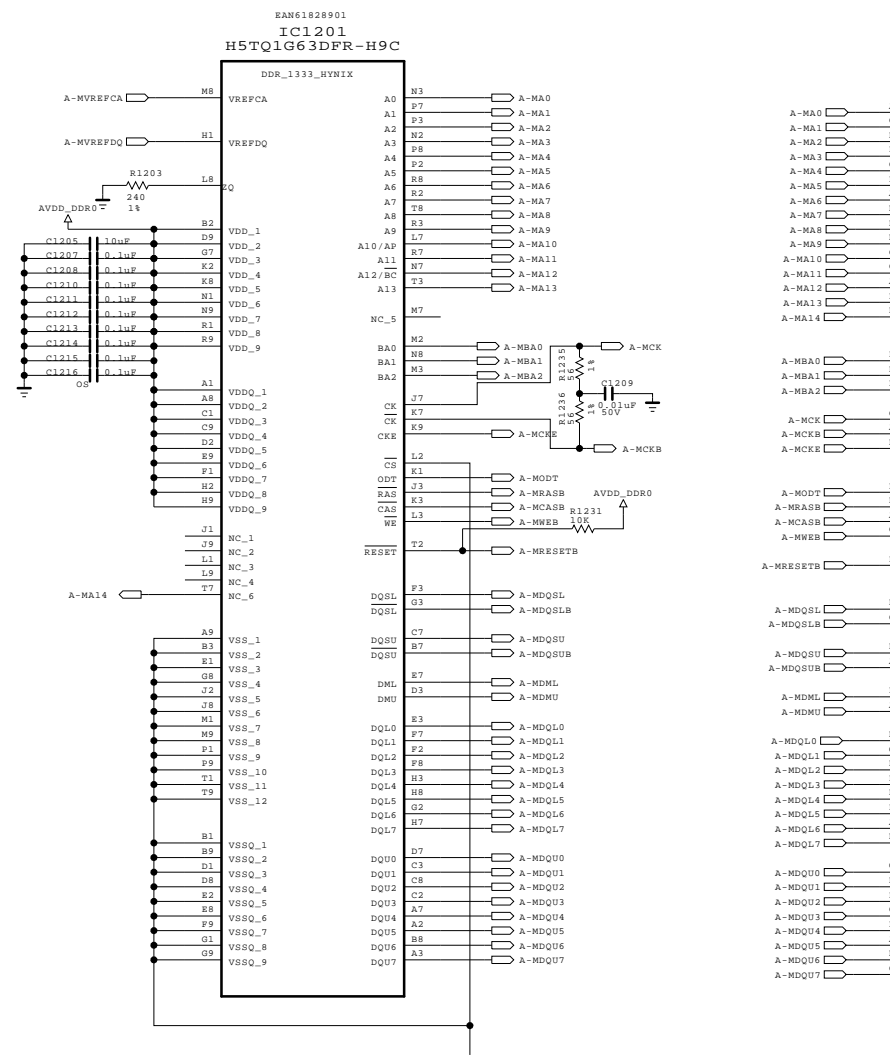 EAN61828901
IC1201
H5TQ1G63DFR-H9C
DDR_1333_HYNIX
A-MVREFCA
M8
VREFCA
A-MVREFDQ
H1
VREFDQ
R1203
240
1%
L8
ZQ
AVDD_DDR0
B2
VDD_1
D9
VDD_2
G7
VDD_3
K2
VDD_4
K8
VDD_5
N1
VDD_6
N9
VDD_7
R1
VDD_8
R9
VDD_9
C1205 10uF
C1207 0.1uF
C1208 0.1uF
C1210 0.1uF
C1211 0.1uF
C1212 0.1uF
C1213 0.1uF
C1214 0.1uF
C1215 0.1uF
C1216 0.1uF
OS
A1
VDDQ_1
A8
VDDQ_2
C1
VDDQ_3
C9
VDDQ_4
D2
VDDQ_5
E9
VDDQ_6
F1
VDDQ_7
H2
VDDQ_8
H9
VDDQ_9
J1
NC_1
J9
NC_2
L1
NC_3
L9
NC_4
A-MA14
T7
NC_6
A9
VSS_1
B3
VSS_2
E1
VSS_3
G8
VSS_4
J2
VSS_5
J8
VSS_6
M1
VSS_7
M9
VSS_8
P1
VSS_9
P9
VSS_10
T1
VSS_11
T9
VSS_12
B1
VSSQ_1
B9
VSSQ_2
D1
VSSQ_3
D8
VSSQ_4
E2
VSSQ_5
E8
VSSQ_6
F9
VSSQ_7
G1
VSSQ_8
G9
VSSQ_9
A0 N3 A-MA0
A1 P7 A-MA1
A2 P3 A-MA2
A3 N2 A-MA3
A4 P8 A-MA4
A5 P2 A-MA5
A6 R8 A-MA6
A7 R2 A-MA7
A8 T8 A-MA8
A9 R3 A-MA9
A10/AP L7 A-MA10
A11 R7 A-MA11
A12/BC N7 A-MA12
A13 T3 A-MA13
NC_5 M7
BA0 M2 A-MBA0
BA1 N8 A-MBA1
BA2 M3 A-MBA2
CK J7
CK K7
CKE K9 A-MCKE
A-MCK
R1235
56
1%
C1209
0.01uF
50V
R1236
56
1%
A-MCKB
CS L2
ODT K1 A-MODT
RAS J3 A-MRASB
CAS K3 A-MCASB
WE L3 A-MWEB
AVDD_DDR0
R1231
10K
RESET T2 A-MRESETB
DQSL F3 A-MDQSL
DQSL G3 A-MDQSLB
DQSU C7 A-MDQSU
DQSU B7 A-MDQSUB
DML E7 A-MDML
DMU D3 A-MDMU
DQL0 E3 A-MDQL0
DQL1 F7 A-MDQL1
DQL2 F2 A-MDQL2
DQL3 F8 A-MDQL3
DQL4 H3 A-MDQL4
DQL5 H8 A-MDQL5
DQL6 G2 A-MDQL6
DQL7 H7 A-MDQL7
DQU0 D7 A-MDQU0
DQU1 C3 A-MDQU1
DQU2 C8 A-MDQU2
DQU3 C2 A-MDQU3
DQU4 A7 A-MDQU4
DQU5 A2 A-MDQU5
DQU6 B8 A-MDQU6
DQU7 A3 A-MDQU7
A-MA0
A-MA1
A-MA2
A-MA3
A-MA4
A-MA5
A-MA6
A-MA7
A-MA8
A-MA9
A-MA10
A-MA11
A-MA12
A-MA13
A-MA14
A-MBA0
A-MBA1
A-MBA2
A-MCK
A-MCKB
A-MCKE
A-MODT
A-MRASB
A-MCASB
A-MWEB
A-MRESETB
A-MDQSL
A-MDQSLB
A-MDQSU
A-MDQSUB
A-MDML
A-MDMU
A-MDQL0
A-MDQL1
A-MDQL2
A-MDQL3
A-MDQL4
A-MDQL5
A-MDQL6
A-MDQL7
A-MDQU0
A-MDQU1
A-MDQU2
A-MDQU3
A-MDQU4
A-MDQU5
A-MDQU6
A-MDQU7